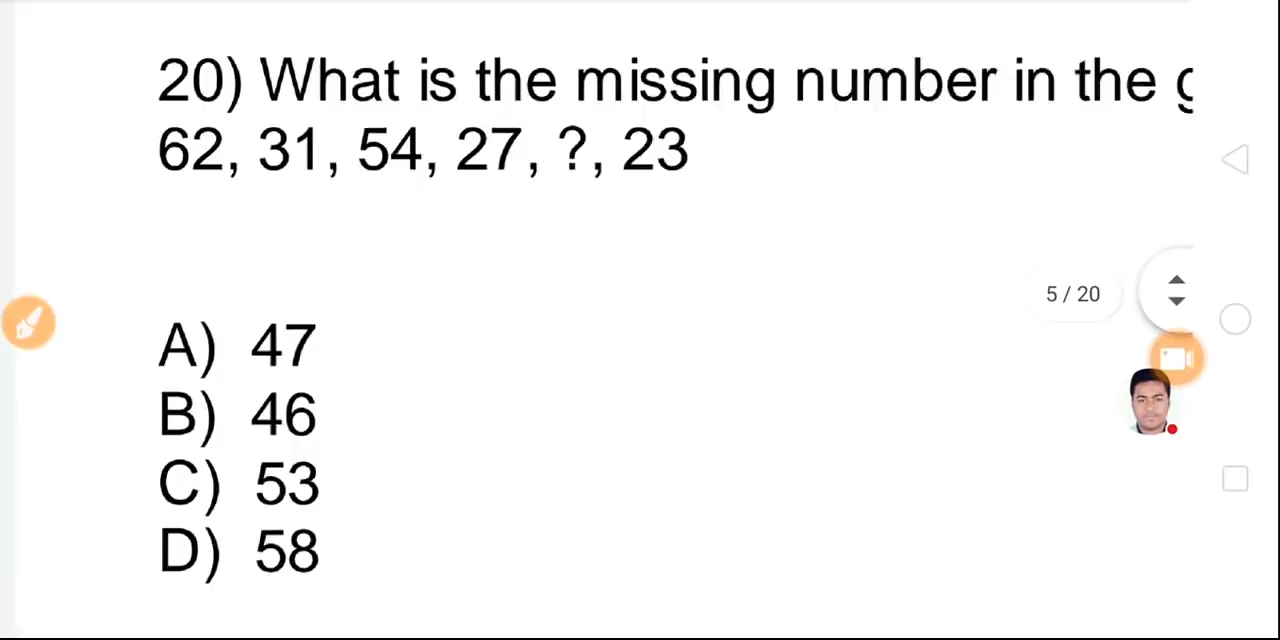 20) What is the missing number in the
62, 31, 54, 27, ?, 23
5 / 20
A) 47
B) 46
C) 53
D) 58